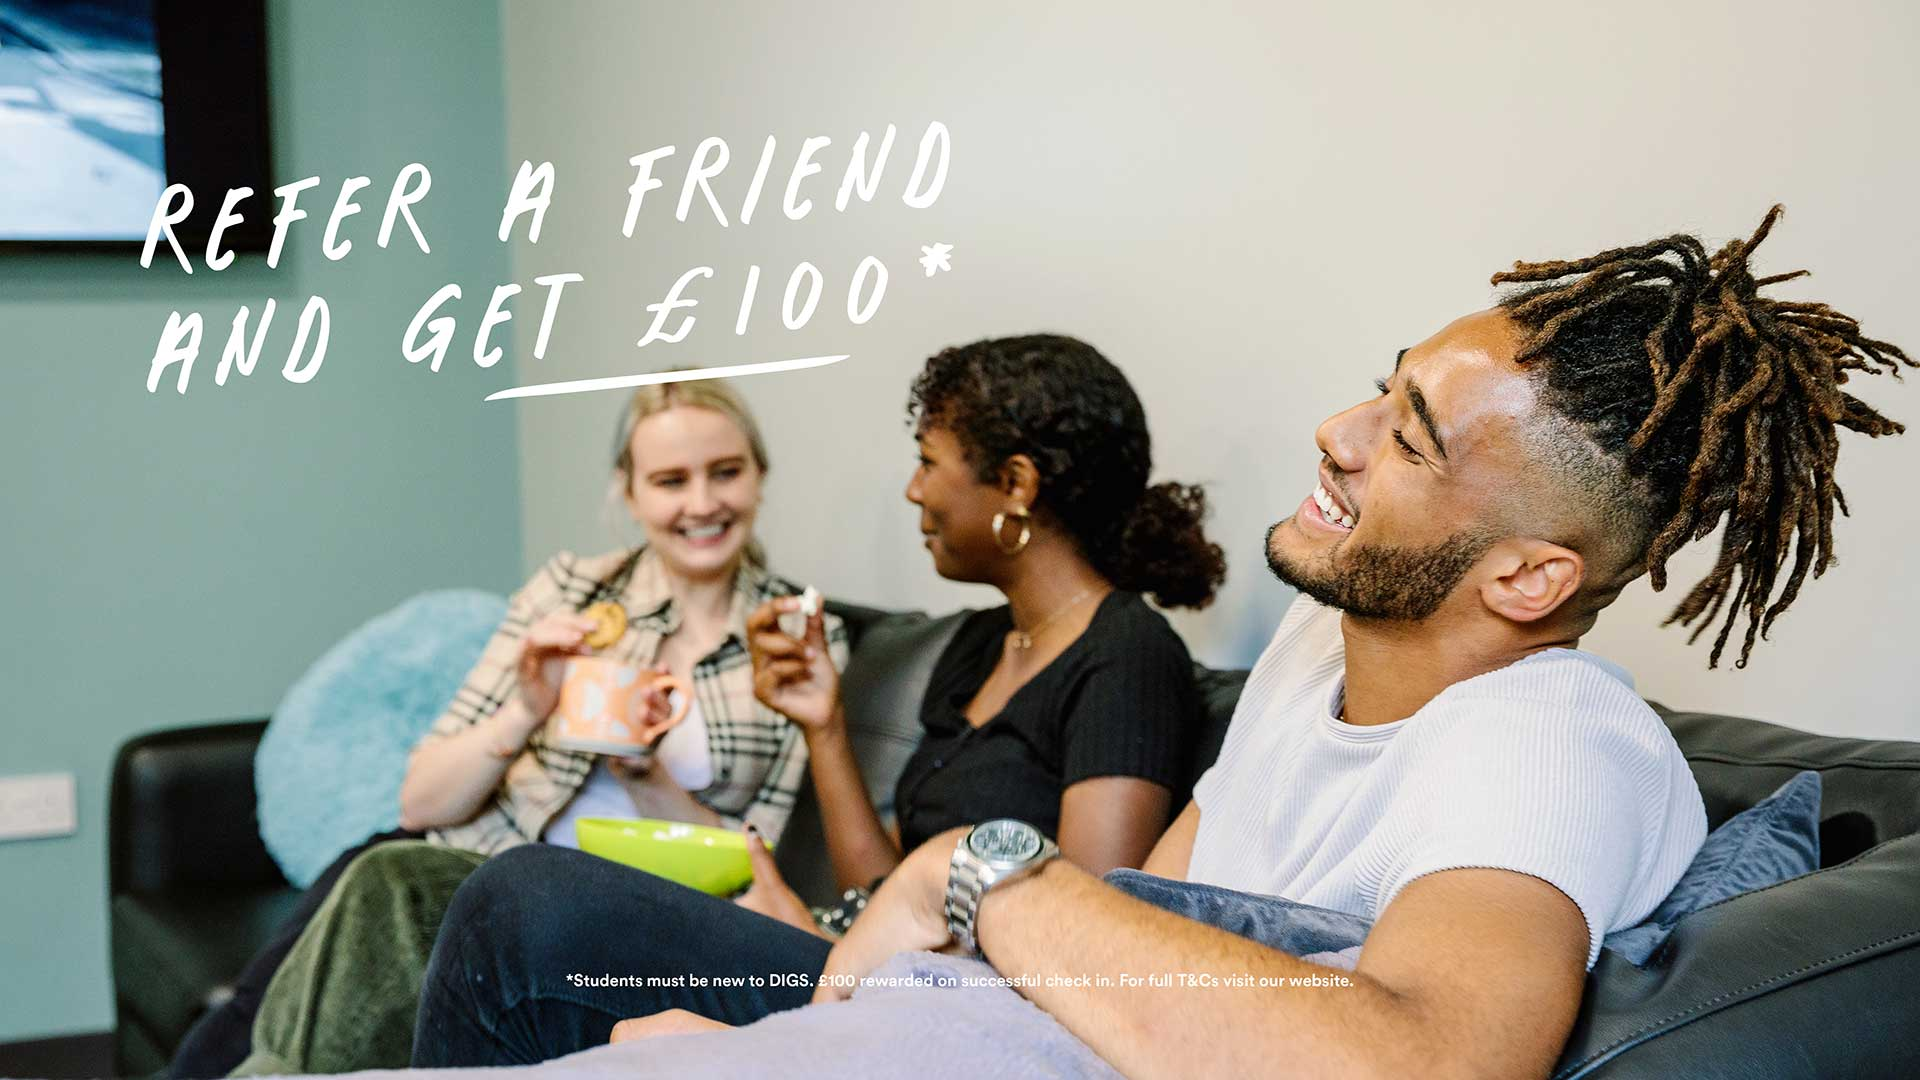 REFER A FRIEND
AND GET £100*
*Students must be new to DIGS. £100 rewarded on successful check in. For full T&Cs visit our website.